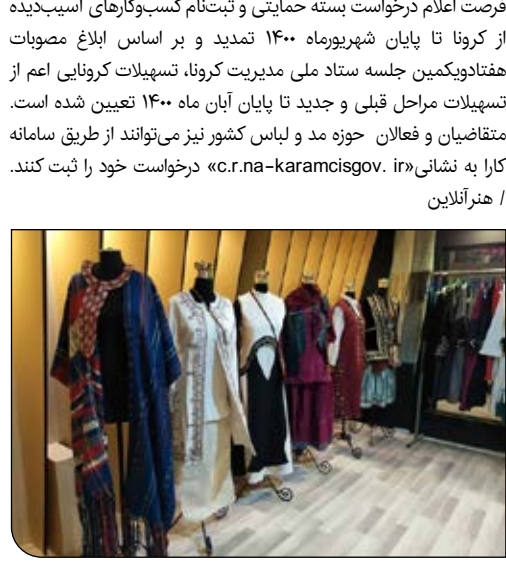 فرصت اعلام درخواست بسته حمایتی و ثبت‌نام کسب‌وکارهای آسیب‌دیده
از کرونا تا پایان شهریورماه ۱۴۰۰ تمدید و بر اساس ابلاغ مصوبات
هفتادویکمین جلسه ستاد ملی مدیریت کرونا، تسهیلات کرونایی اعم از
تسهیلات مراحل قبلی و جدید تا پایان آبان ماه ۱۴۰۰ تعیین شده است.
متقاضیان و فعالان حوزه مد و لباس کشور نیز می‌توانند از طریق سامانه
کارا به نشانی«c.r.na-karamcisgov. ir» درخواست خود را ثبت کنند.
/ هنرآنلاین